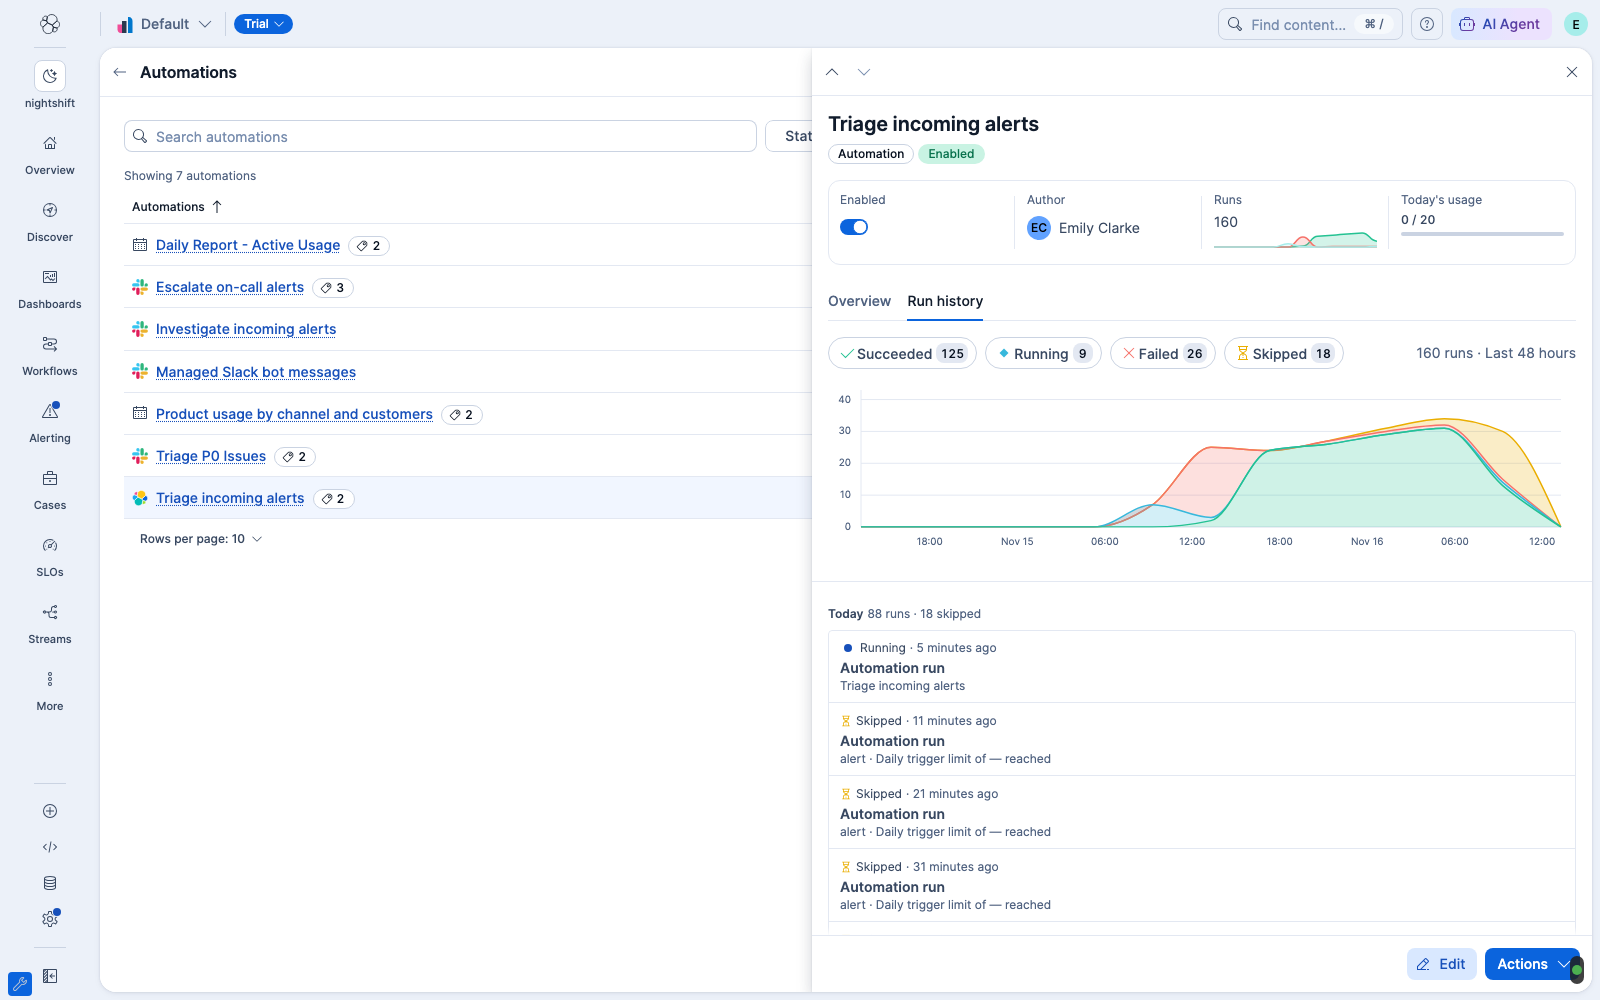 Default
Trial
Find content...
⌘ /
AI Agent
E
nightshift
Overview
Discover
Dashboards
Workflows
Alerting
Cases
SLOs
Streams
More
Automations
Search automations
Showing 7 automations
Automations
Daily Report - Active Usage 2
Escalate on-call alerts 3
Investigate incoming alerts
Managed Slack bot messages
Product usage by channel and customers 2
Triage P0 Issues 2
Triage incoming alerts 2
Rows per page: 10
Triage incoming alerts
Automation Enabled
Enabled
Author
EC Emily Clarke
Runs
160
Today's usage
0 / 20
Overview Run history
Succeeded 125
Running 9
Failed 26
Skipped 18
160 runs · Last 48 hours
40
30
20
10
0
18:00 Nov 15 06:00 12:00 18:00 Nov 16 06:00 12:00
Today 88 runs · 18 skipped
Running · 5 minutes ago
Automation run
Triage incoming alerts
Skipped · 11 minutes ago
Automation run
alert · Daily trigger limit of — reached
Skipped · 21 minutes ago
Automation run
alert · Daily trigger limit of — reached
Skipped · 31 minutes ago
Automation run
alert · Daily trigger limit of — reached
Edit
Actions